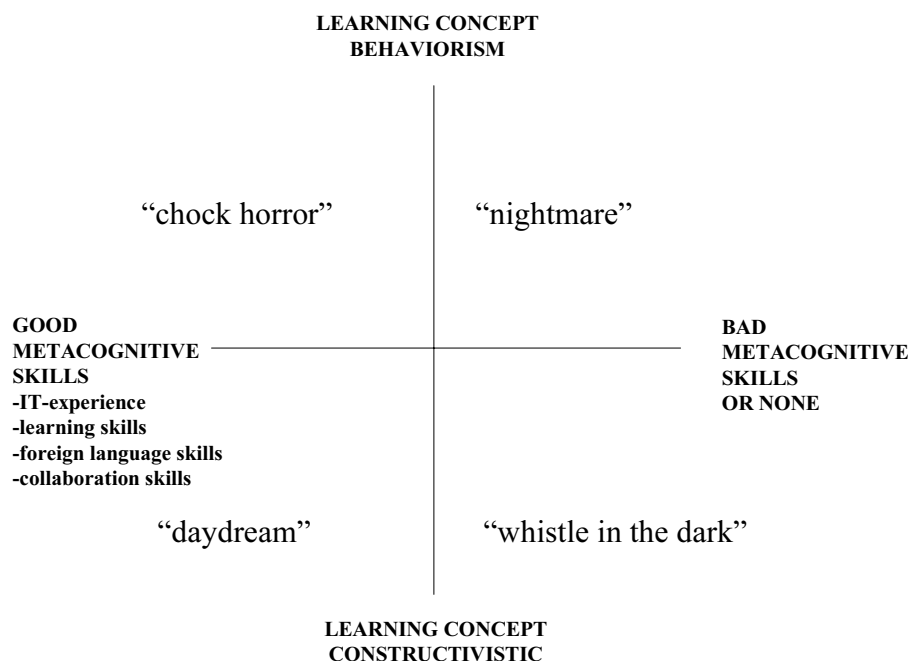 LEARNING CONCEPT
BEHAVIORISM
“chock horror”
“nightmare”
GOOD
METACOGNITIVE
SKILLS
-IT-experience
-learning skills
-foreign language skills
-collaboration skills
BAD
METACOGNITIVE
SKILLS
OR NONE
“daydream”
“whistle in the dark”
LEARNING CONCEPT
CONSTRUCTIVISTIC